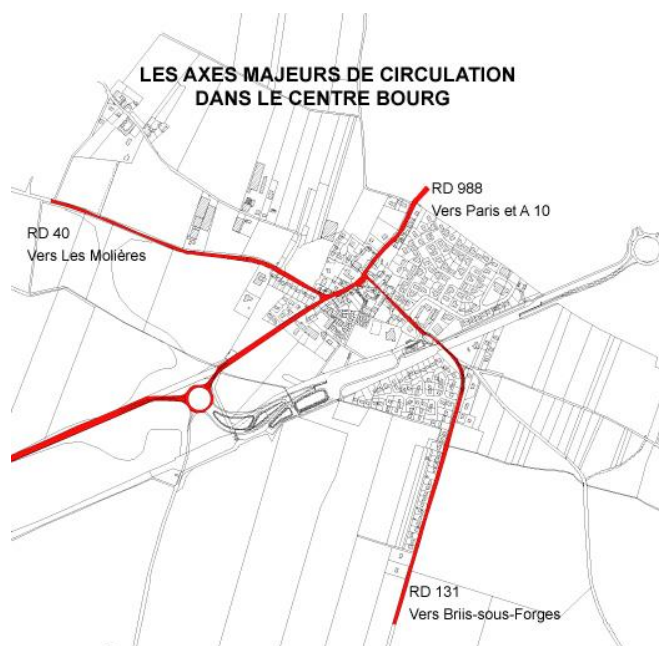 LES AXES MAJEURS DE CIRCULATION
DANS LE CENTRE BOURG
RD 988
Vers Paris et A 10
RD 40
Vers Les Molières
RD 131
Vers Briis-sous-Forges